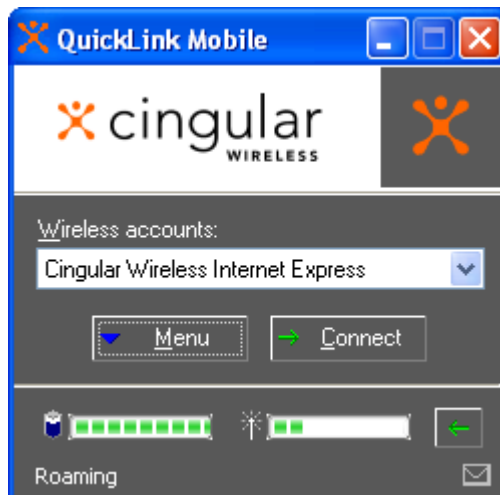 QuickLink Mobile
cingular
WIRELESS
Wireless accounts:
Cingular Wireless Internet Express
Menu
Connect
Roaming